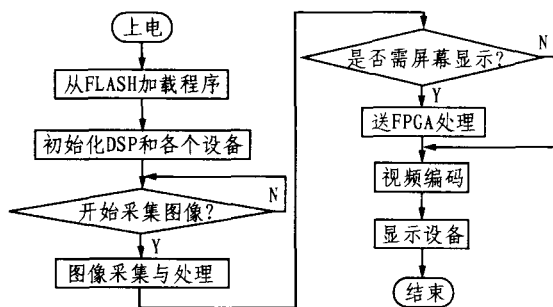 上电
从FLASH加载程序
初始化DSP和各个设备
开始采集图像?
N
Y
图像采集与处理
是否需屏幕显示?
N
Y
送FPGA处理
视频编码
显示设备
结束